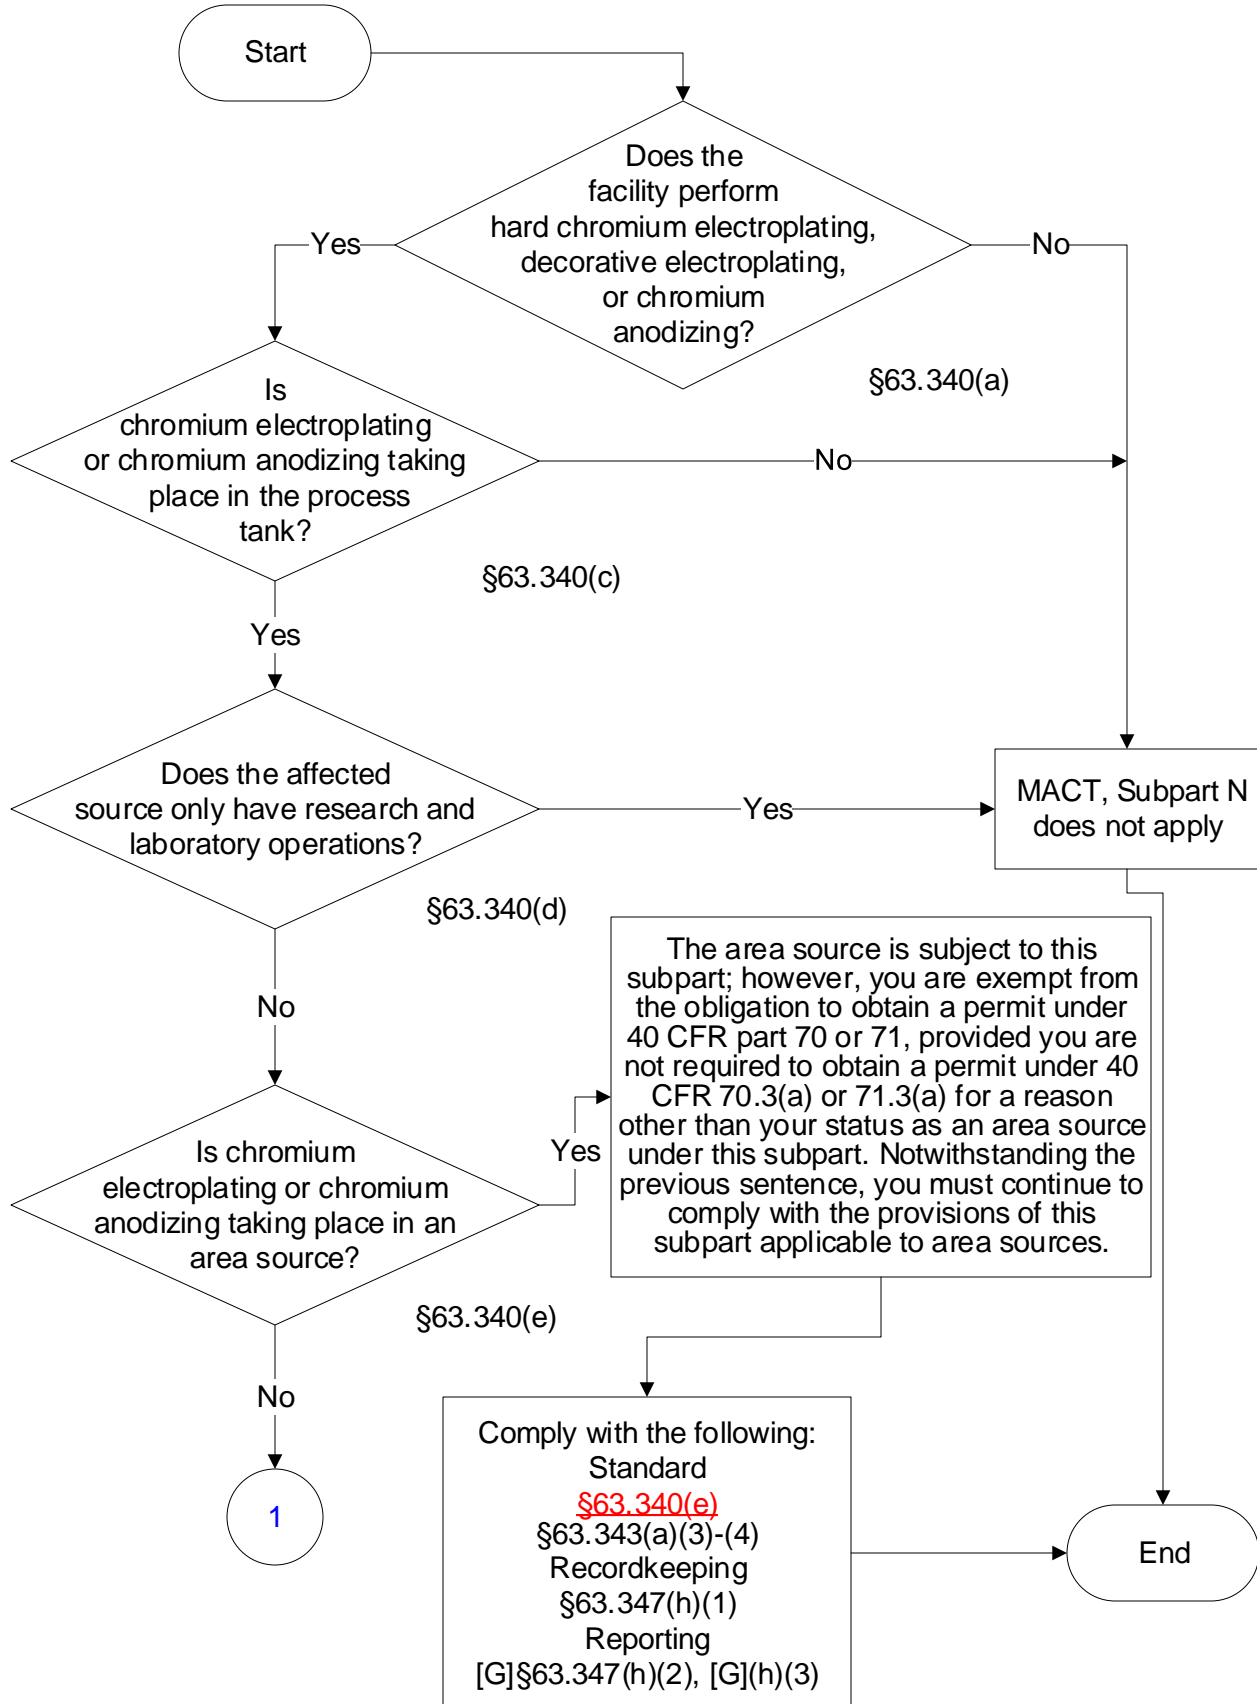 Start
Does the
facility perform
hard chromium electroplating,
decorative electroplating,
or chromium
anodizing?
Yes
No
§63.340(a)
Is
chromium electroplating
or chromium anodizing taking
place in the process
tank?
No
§63.340(c)
Yes
Does the affected
source only have research and
laboratory operations?
Yes
MACT, Subpart N
does not apply
§63.340(d)
No
The area source is subject to this
subpart; however, you are exempt from
the obligation to obtain a permit under
40 CFR part 70 or 71, provided you are
not required to obtain a permit under 40
CFR 70.3(a) or 71.3(a) for a reason
other than your status as an area source
under this subpart. Notwithstanding the
previous sentence, you must continue to
comply with the provisions of this
subpart applicable to area sources.
Is chromium
electroplating or chromium
anodizing taking place in an
area source?
Yes
§63.340(e)
No
1
Comply with the following:
Standard
§63.340(e)
§63.343(a)(3)-(4)
Recordkeeping
§63.347(h)(1)
Reporting
[G]§63.347(h)(2), [G](h)(3)
End